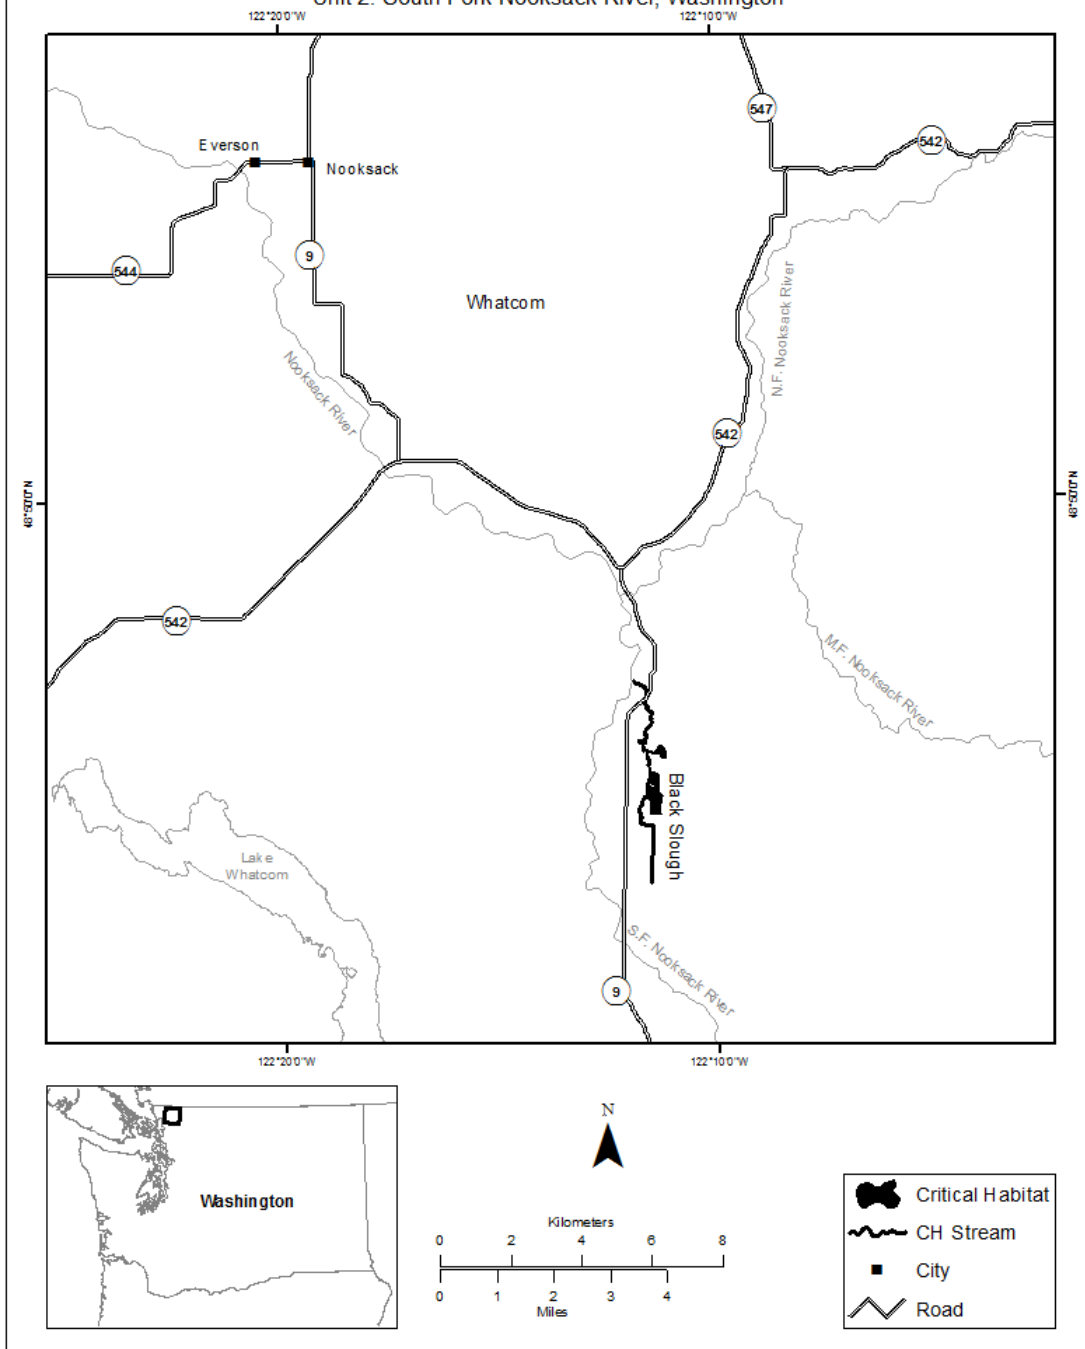 Unit 2: South Fork Nooksack River, Washington
122°20'0"W
122°10'0"W
547
542
Everson
Nooksack
9
544
Whatcom
N.F. Nooksack River
Nooksack River
542
48°50'0"N
48°50'0"N
542
M.F. Nooksack River
Black Slough
Lake
Whatcom
S.F. Nooksack River
9
122°20'0"W
122°10'0"W
Washington
N
Kilometers
0 2 4 6 8
0 1 2 3 4
Miles
Critical Habitat
CH Stream
City
Road